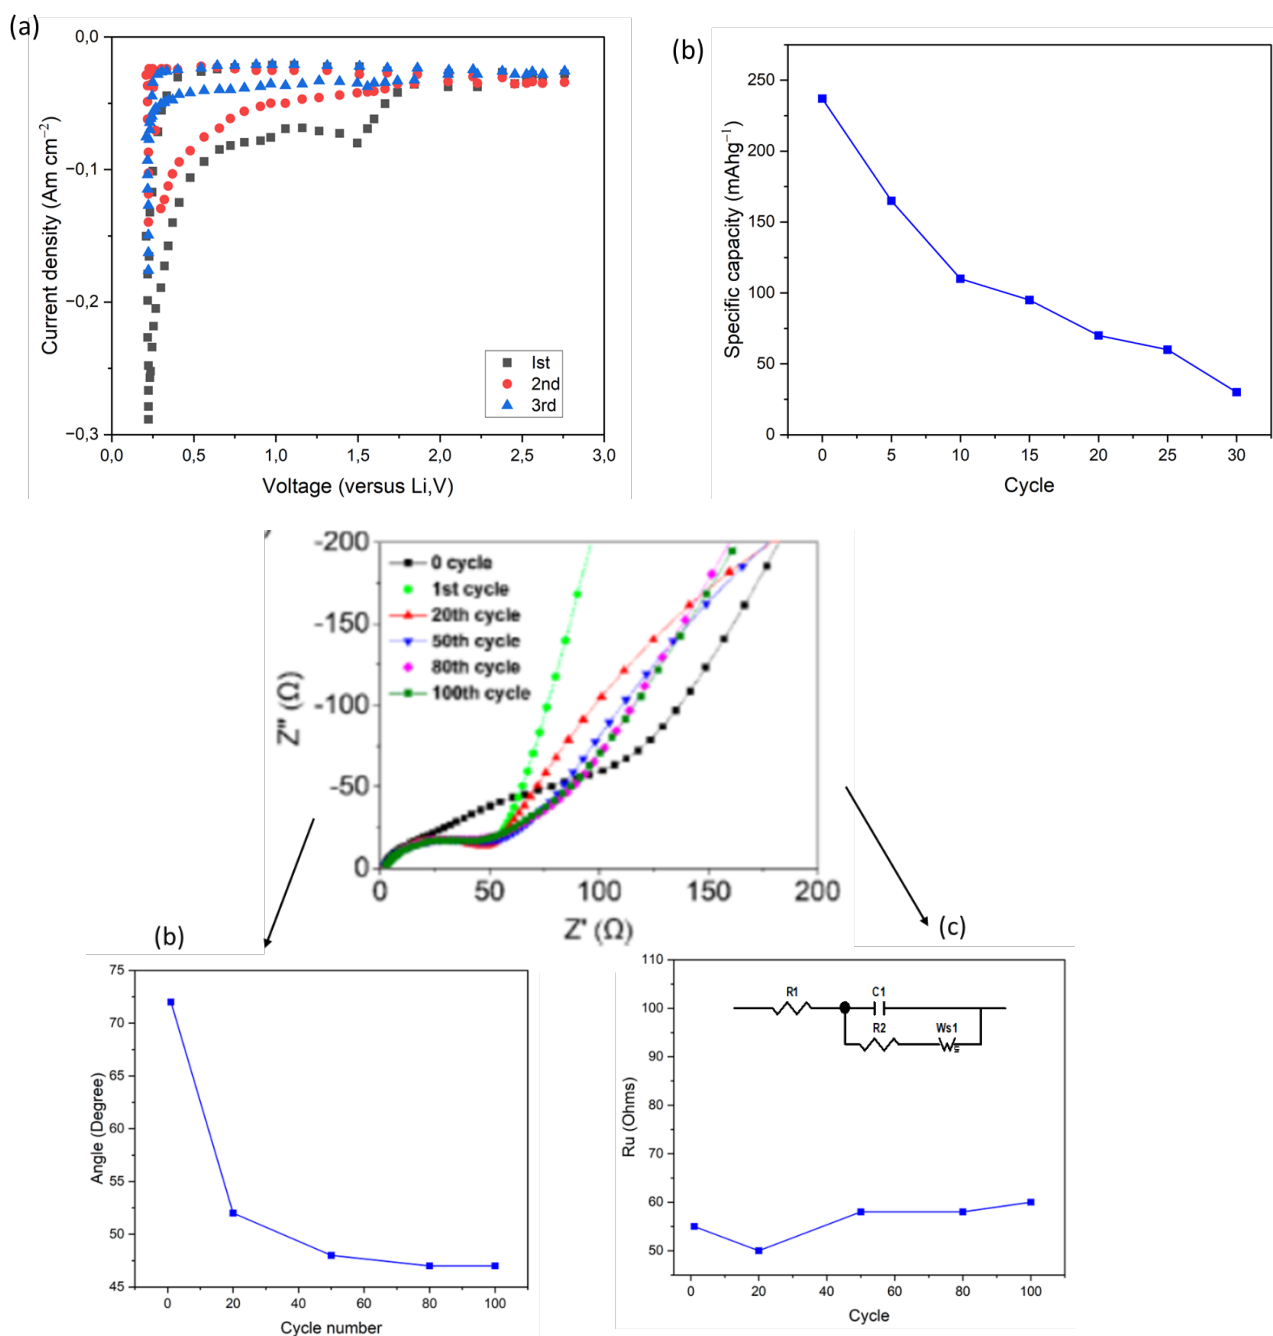 (a)
0,0
−0,1
−0,2
−0,3
Current density (Am cm⁻²)
0,0 0,5 1,0 1,5 2,0 2,5 3,0
Voltage (versus Li,V)
Ist
2nd
3rd
(b)
250
200
150
100
50
0
Specific capacity (mAhg⁻¹)
0 5 10 15 20 25 30
Cycle
-200
-150
-100
-50
0
Z'' (Ω)
0 cycle
1st cycle
20th cycle
50th cycle
80th cycle
100th cycle
0 50 100 150 200
Z' (Ω)
(b)
75
70
65
60
55
50
45
Angle (Degree)
0 20 40 60 80 100
Cycle number
(c)
110
100
90
80
70
60
50
Ru (Ohms)
R1 C1
R2 Ws1
0 20 40 60 80 100
Cycle